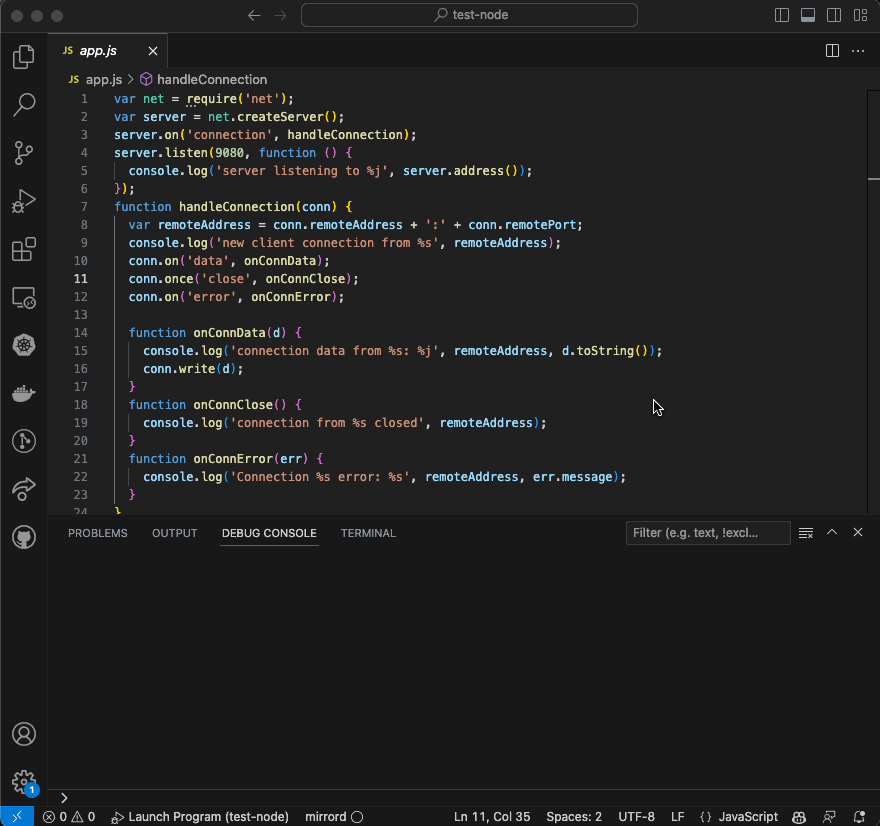 test-node
JS app.js
JS app.js > handleConnection
1 var net = require('net');
2 var server = net.createServer();
3 server.on('connection', handleConnection);
4 server.listen(9080, function () {
5 console.log('server listening to %j', server.address());
6 });
7 function handleConnection(conn) {
8 var remoteAddress = conn.remoteAddress + ':' + conn.remotePort;
9 console.log('new client connection from %s', remoteAddress);
10 conn.on('data', onConnData);
11 conn.once('close', onConnClose);
12 conn.on('error', onConnError);
13
14 function onConnData(d) {
15 console.log('connection data from %s: %j', remoteAddress, d.toString());
16 conn.write(d);
17 }
18 function onConnClose() {
19 console.log('connection from %s closed', remoteAddress);
20 }
21 function onConnError(err) {
22 console.log('Connection %s error: %s', remoteAddress, err.message);
23 }
24 }
PROBLEMS OUTPUT DEBUG CONSOLE TERMINAL Filter (e.g. text, !excl...
1
0 0 Launch Program (test-node) mirrord Ln 11, Col 35 Spaces: 2 UTF-8 LF {} JavaScript